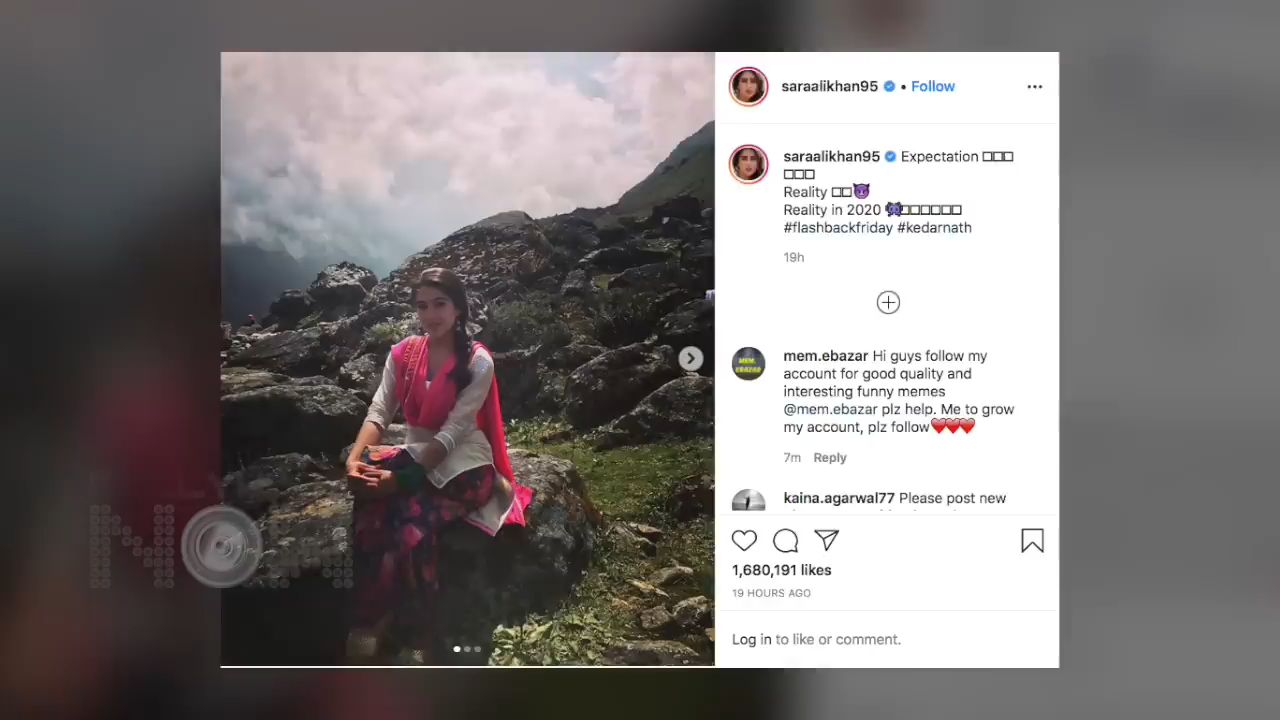 saraalikhan95 • Follow
saraalikhan95 Expectation
Reality
Reality in 2020
#flashbackfriday #kedarnath
19h
mem.ebazar Hi guys follow my
account for good quality and
interesting funny memes
@mem.ebazar plz help. Me to grow
my account, plz follow
7m Reply
kaina.agarwal77 Please post new
1,680,191 likes
19 HOURS AGO
Log in to like or comment.